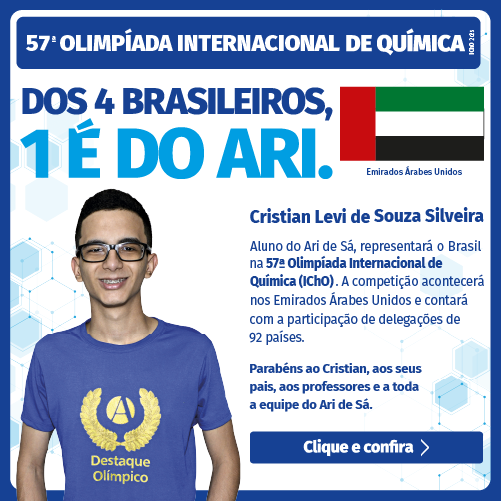 57ª OLIMPÍADA INTERNACIONAL DE QUÍMICA
DOS 4 BRASILEIROS,
1 É DO ARI.
Emirados Árabes Unidos
Cristian Levi de Souza Silveira
Aluno do Ari de Sá, representará o Brasil
na 57ª Olimpíada Internacional de
Química (IChO). A competição acontecerá
nos Emirados Árabes Unidos e contará
com a participação de delegações de
92 países.
Parabéns ao Cristian, aos seus
pais, aos professores e a toda
a equipe do Ari de Sá.
Clique e confira
A
Destaque
Olímpico